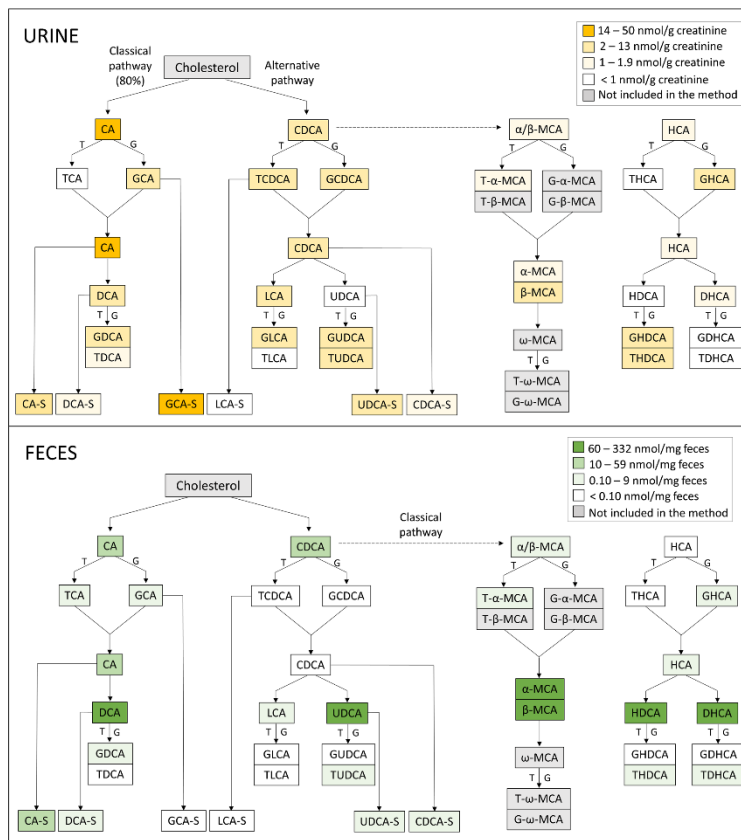 URINE
14 – 50 nmol/g creatinine
2 – 13 nmol/g creatinine
1 – 1.9 nmol/g creatinine
< 1 nmol/g creatinine
Not included in the method
Classical
pathway
(80%)
Cholesterol
Alternative
pathway
CA
CDCA
α/β-MCA
HCA
T G T G T G T G
TCA
GCA
TCDCA
GCDCA
T-α-MCA
T-β-MCA
G-α-MCA
G-β-MCA
THCA
GHCA
CA
CDCA
HCA
α-MCA
β-MCA
DCA
LCA
UDCA
HDCA
DHCA
T G T G T G T G T G
GDCA
TDCA
GLCA
TLCA
GUDCA
TUDCA
ω-MCA
GHDCA
THDCA
GDHCA
TDHCA
T G
T-ω-MCA
G-ω-MCA
CA-S
DCA-S
GCA-S
LCA-S
UDCA-S
CDCA-S
FECES
60 – 332 nmol/mg feces
10 – 59 nmol/mg feces
0.10 – 9 nmol/mg feces
< 0.10 nmol/mg feces
Not included in the method
Cholesterol
Classical
pathway
CA
CDCA
α/β-MCA
HCA
T G T G T G T G
TCA
GCA
TCDCA
GCDCA
T-α-MCA
T-β-MCA
G-α-MCA
G-β-MCA
THCA
GHCA
CA
CDCA
HCA
α-MCA
β-MCA
DCA
LCA
UDCA
HDCA
DHCA
T G T G T G T G T G
GDCA
TDCA
GLCA
TLCA
GUDCA
TUDCA
ω-MCA
GHDCA
THDCA
GDHCA
TDHCA
T G
T-ω-MCA
G-ω-MCA
CA-S
DCA-S
GCA-S
LCA-S
UDCA-S
CDCA-S